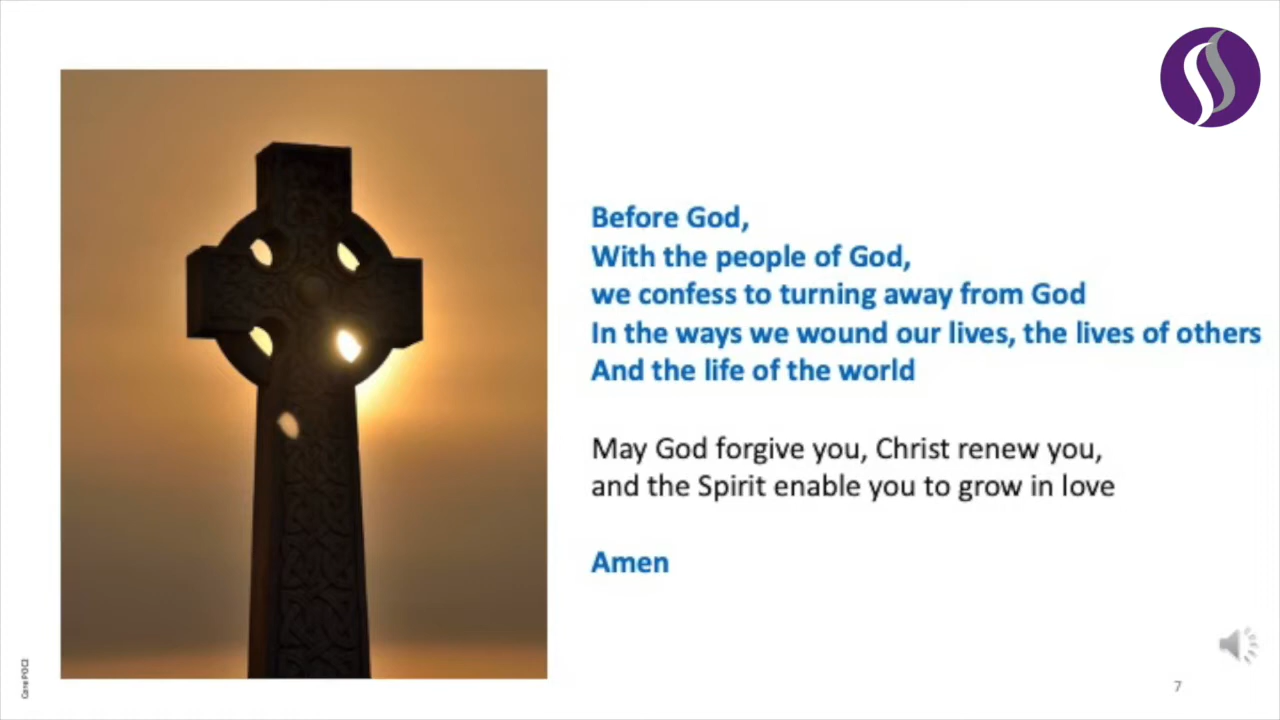 Before God,
With the people of God,
we confess to turning away from God
In the ways we wound our lives, the lives of others
And the life of the world
May God forgive you, Christ renew you,
and the Spirit enable you to grow in love
Amen
7